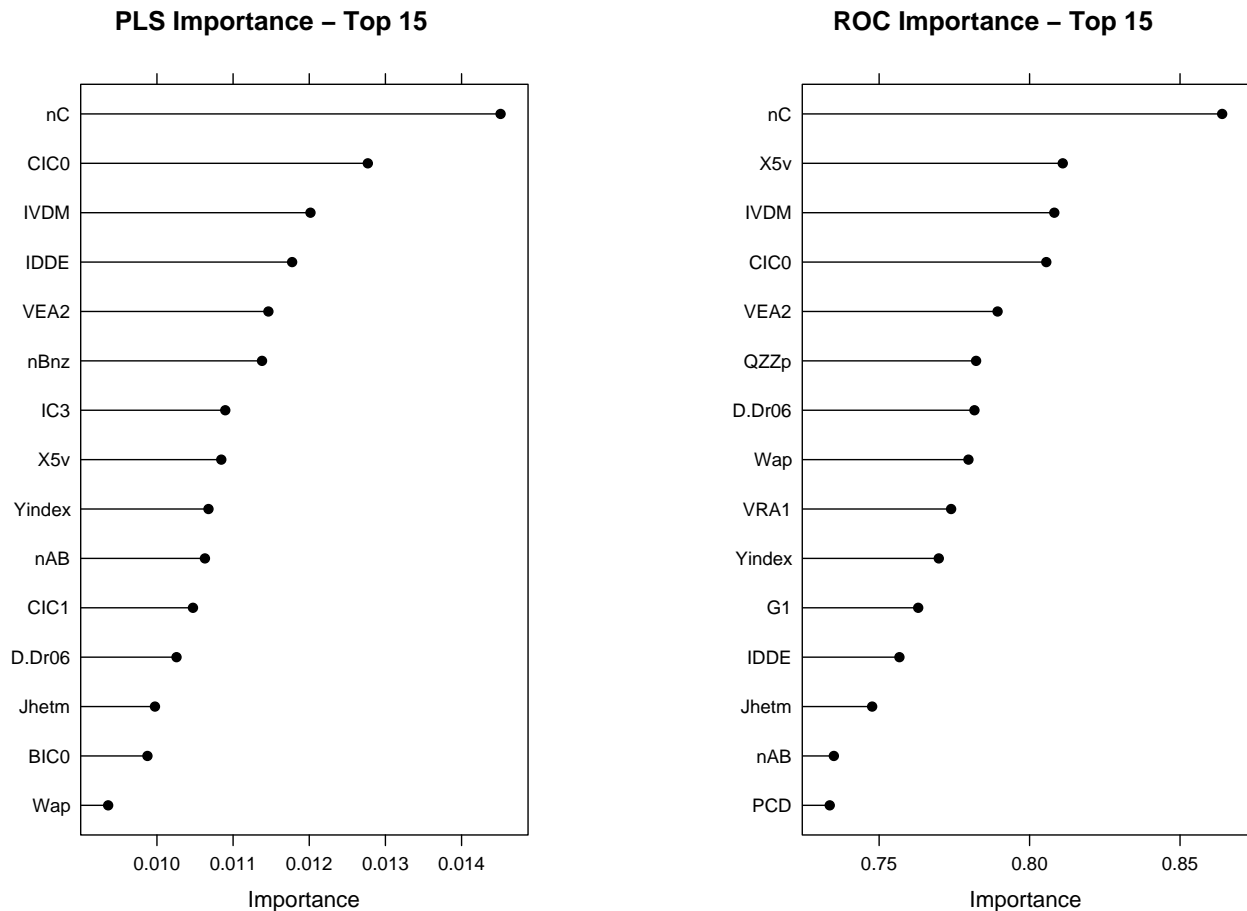 PLS Importance – Top 15
nC
CIC0
IVDM
IDDE
VEA2
nBnz
IC3
X5v
Yindex
nAB
CIC1
D.Dr06
Jhetm
BIC0
Wap
0.010 0.011 0.012 0.013 0.014
Importance
ROC Importance – Top 15
nC
X5v
IVDM
CIC0
VEA2
QZZp
D.Dr06
Wap
VRA1
Yindex
G1
IDDE
Jhetm
nAB
PCD
0.75 0.80 0.85
Importance